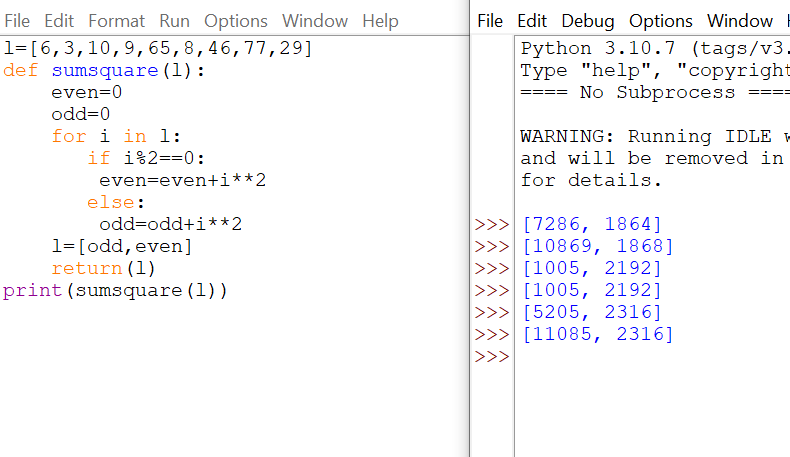 File Edit Format Run Options Window Help
l=[6,3,10,9,65,8,46,77,29]
def sumsquare(l):
    even=0
    odd=0
    for i in l:
       if i%2==0:
        even=even+i**2
       else:
        odd=odd+i**2
    l=[odd,even]
    return(l)
print(sumsquare(l))
File Edit Debug Options Window
Python 3.10.7 (tags/v3.
Type "help", "copyright
==== No Subprocess ====
WARNING: Running IDLE w
and will be removed in
for details.
>>> [7286, 1864]
>>> [10869, 1868]
>>> [1005, 2192]
>>> [1005, 2192]
>>> [5205, 2316]
>>> [11085, 2316]
>>>